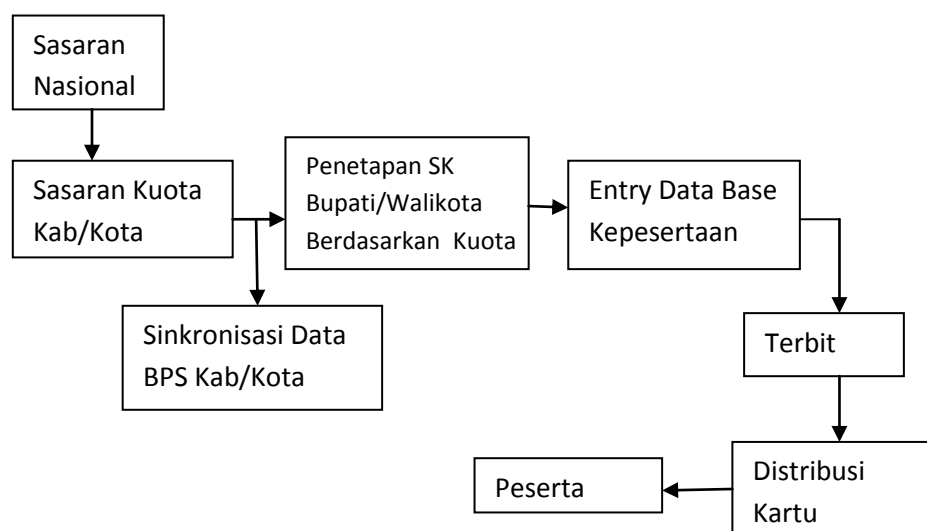 Sasaran
Nasional
Sasaran Kuota
Kab/Kota
Penetapan SK
Bupati/Walikota
Berdasarkan Kuota
Entry Data Base
Kepesertaan
Sinkronisasi Data
BPS Kab/Kota
Terbit
Distribusi
Kartu
Peserta